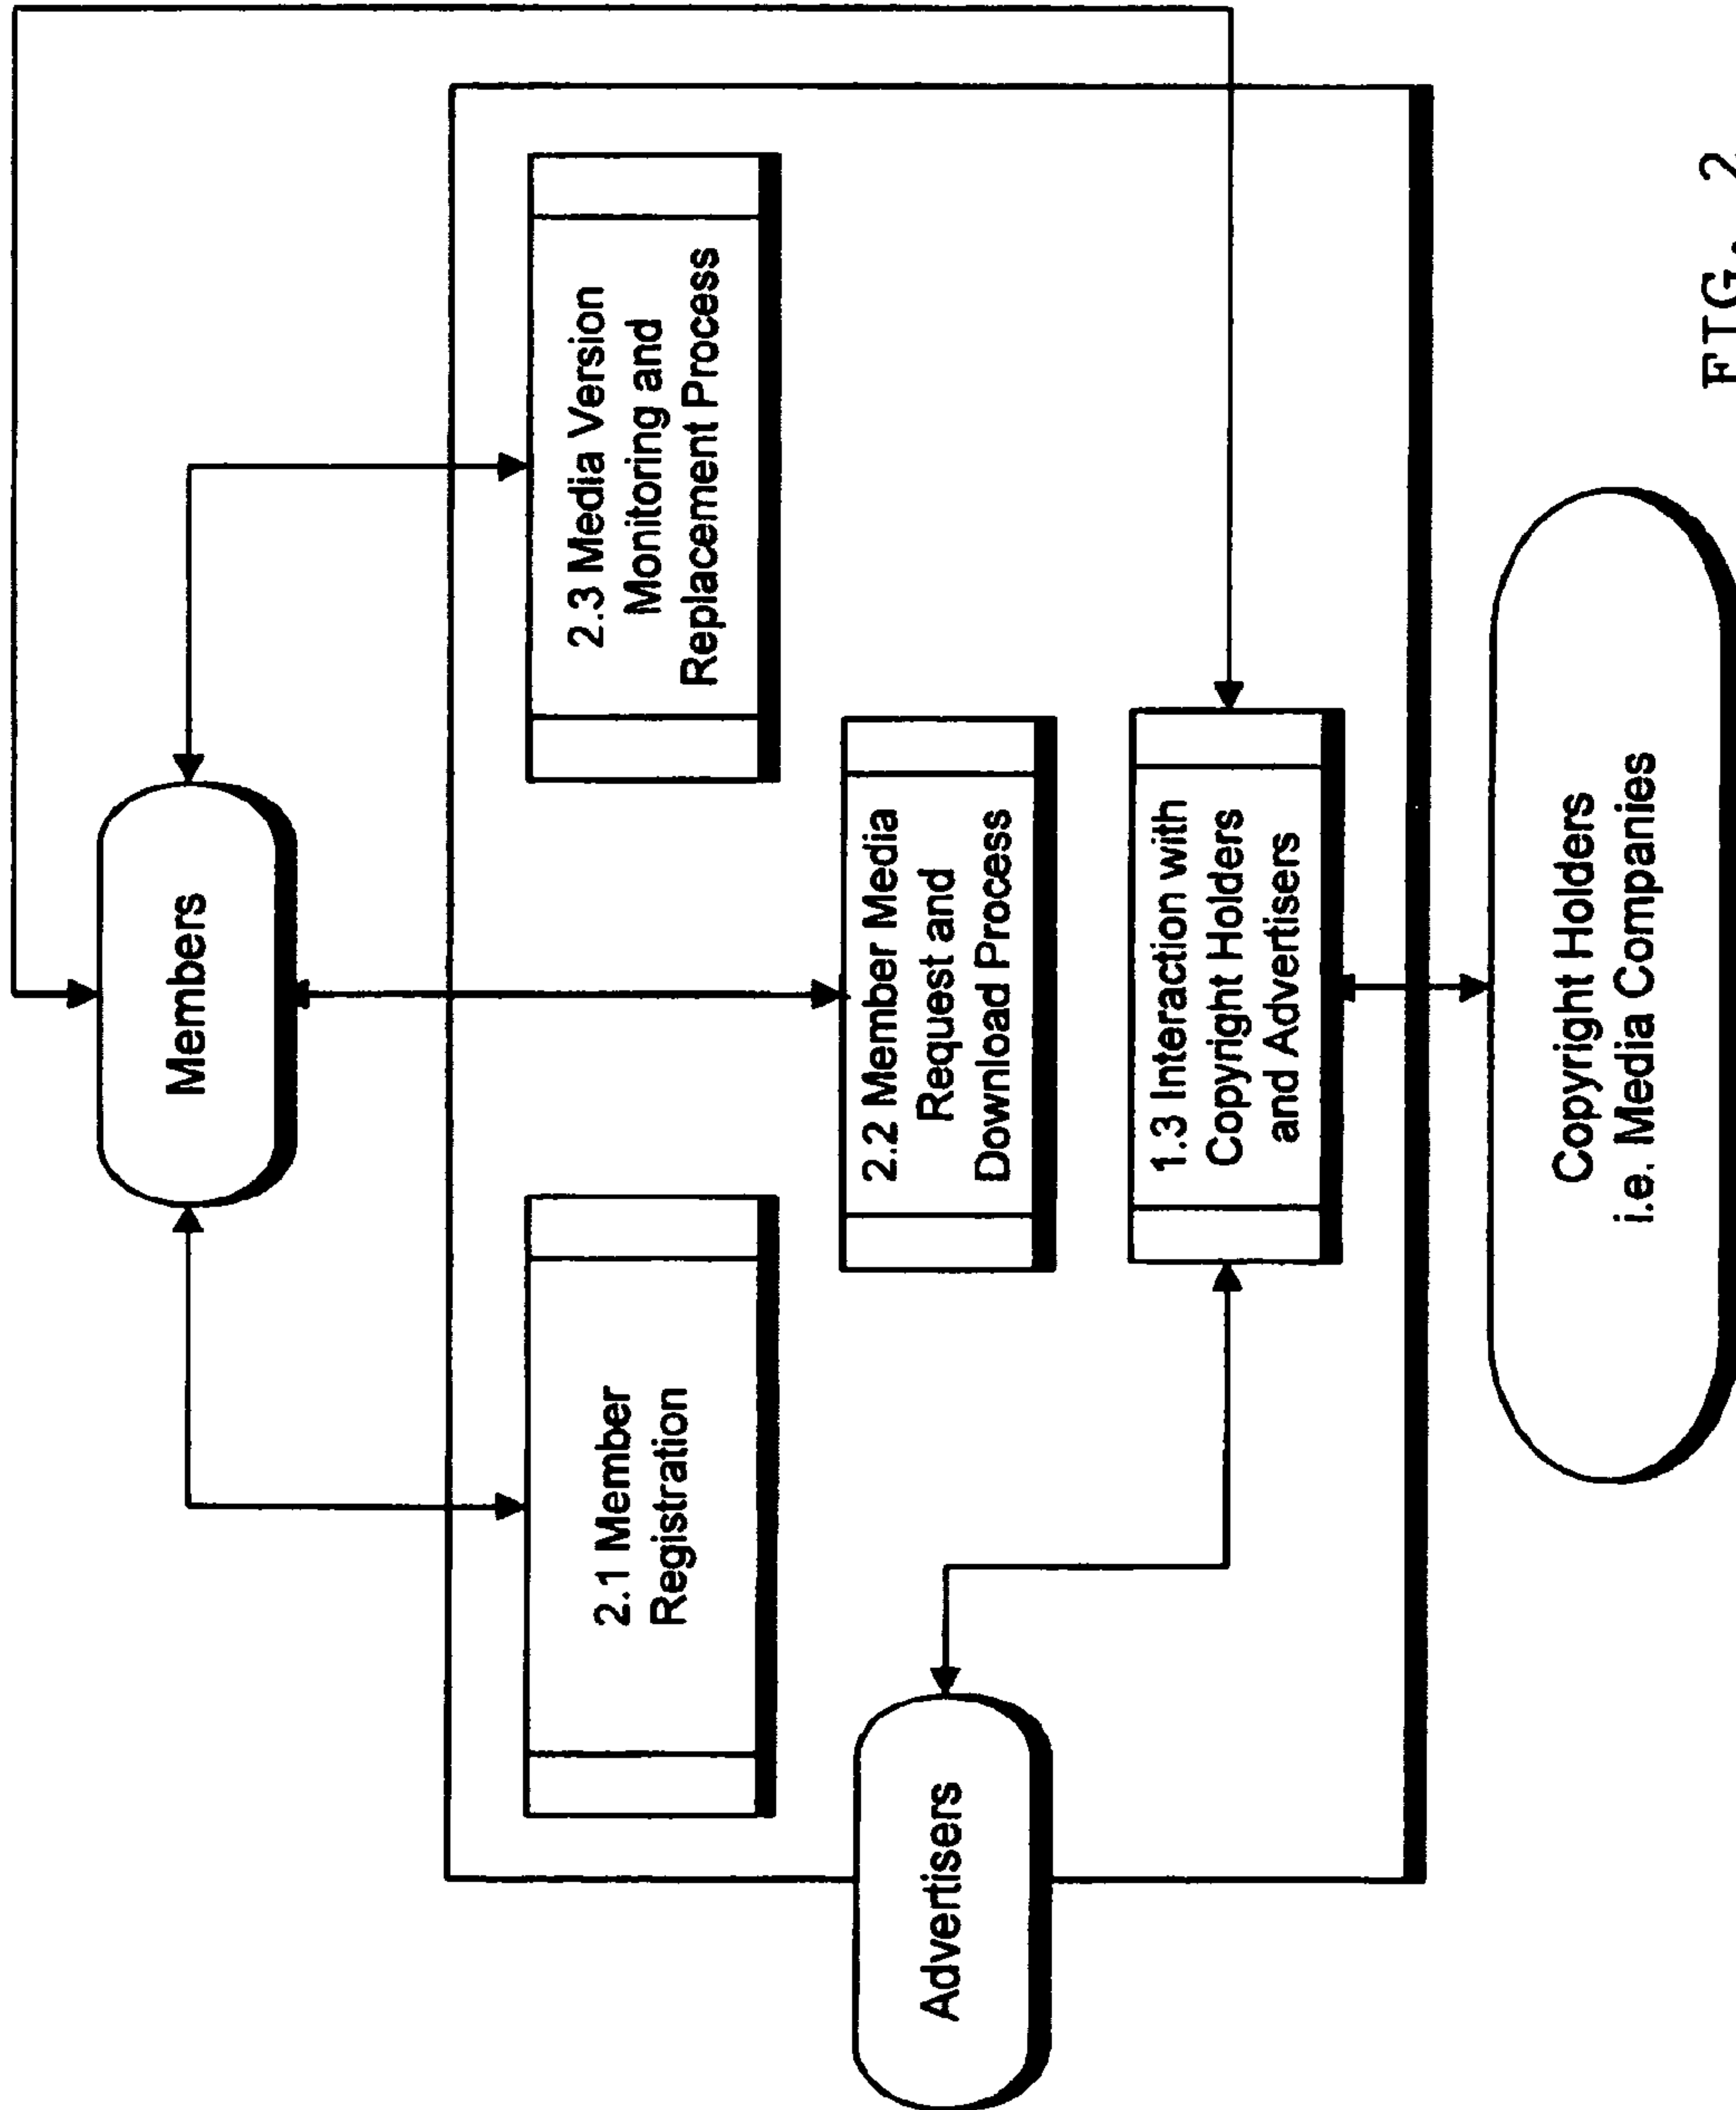 Members
2.1 Member
Registration
2.3 Media Version
Monitoring and
Replacement Process
Advertisers
2.2 Member Media
Request and
Download Process
1.3 Interaction with
Copyright Holders
and Advertisers
Copyright Holders
i.e. Media Companies
FIG. 2